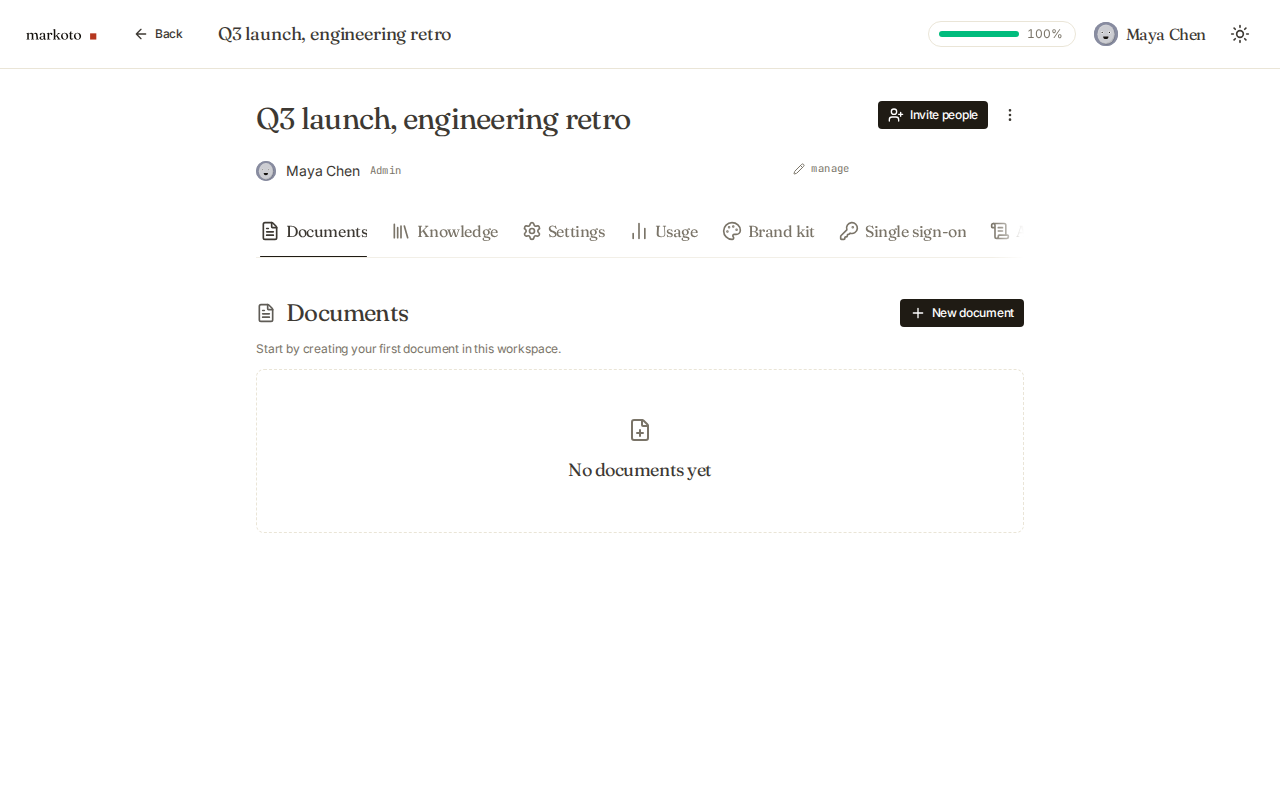 markoto
Back
Q3 launch, engineering retro
100%
Maya Chen
Q3 launch, engineering retro
Invite people
Maya Chen Admin
manage
Documents Knowledge Settings Usage Brand kit Single sign-on
Documents
New document
Start by creating your first document in this workspace.
No documents yet